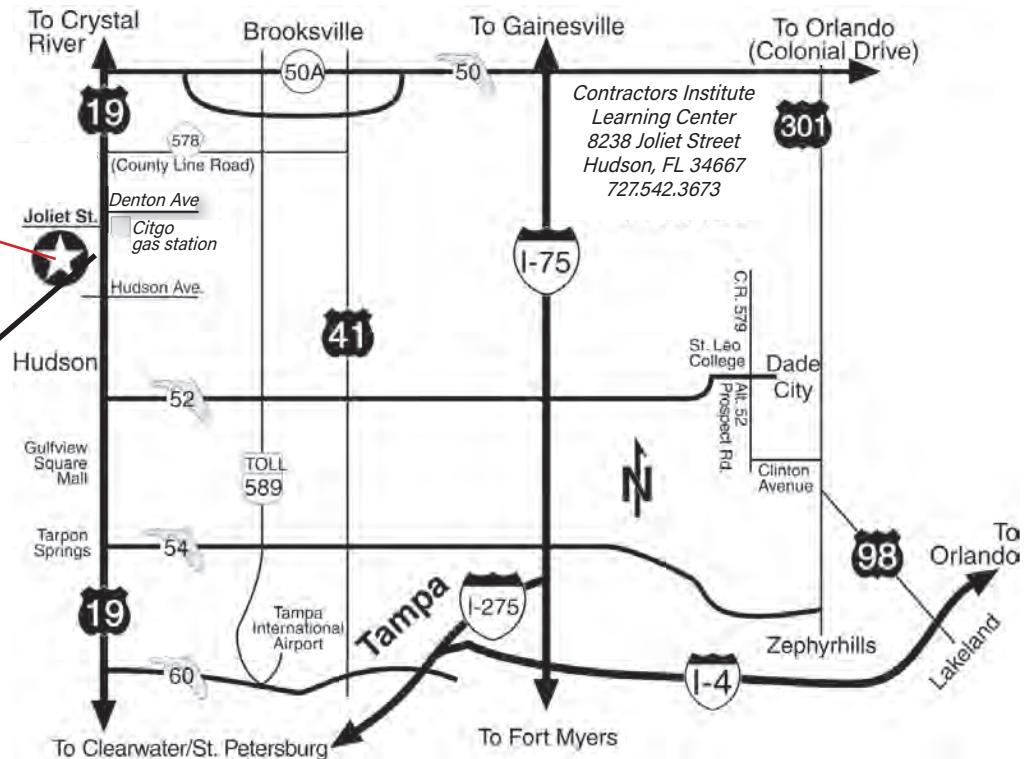 To Crystal
River
Brooksville
To Gainesville
To Orlando
(Colonial Drive)
50A
50
19
Contractors Institute
Learning Center
8238 Joliet Street
Hudson, FL 34667
727.542.3673
301
578
(County Line Road)
Denton Ave
Joliet St.
Citgo
gas station
I-75
Hudson Ave.
41
C.R. 579
St. Leo
College
Dade
City
Hudson
52
Alt. 52
Prospect Rd.
Gulfview
Square
Mall
TOLL
589
N
Clinton
Avenue
Tarpon
Springs
54
98
To
Orlando
19
Tampa
I-275
Tampa
International
Airport
Zephyrhills
Lakeland
60
I-4
To Clearwater/St. Petersburg
To Fort Myers